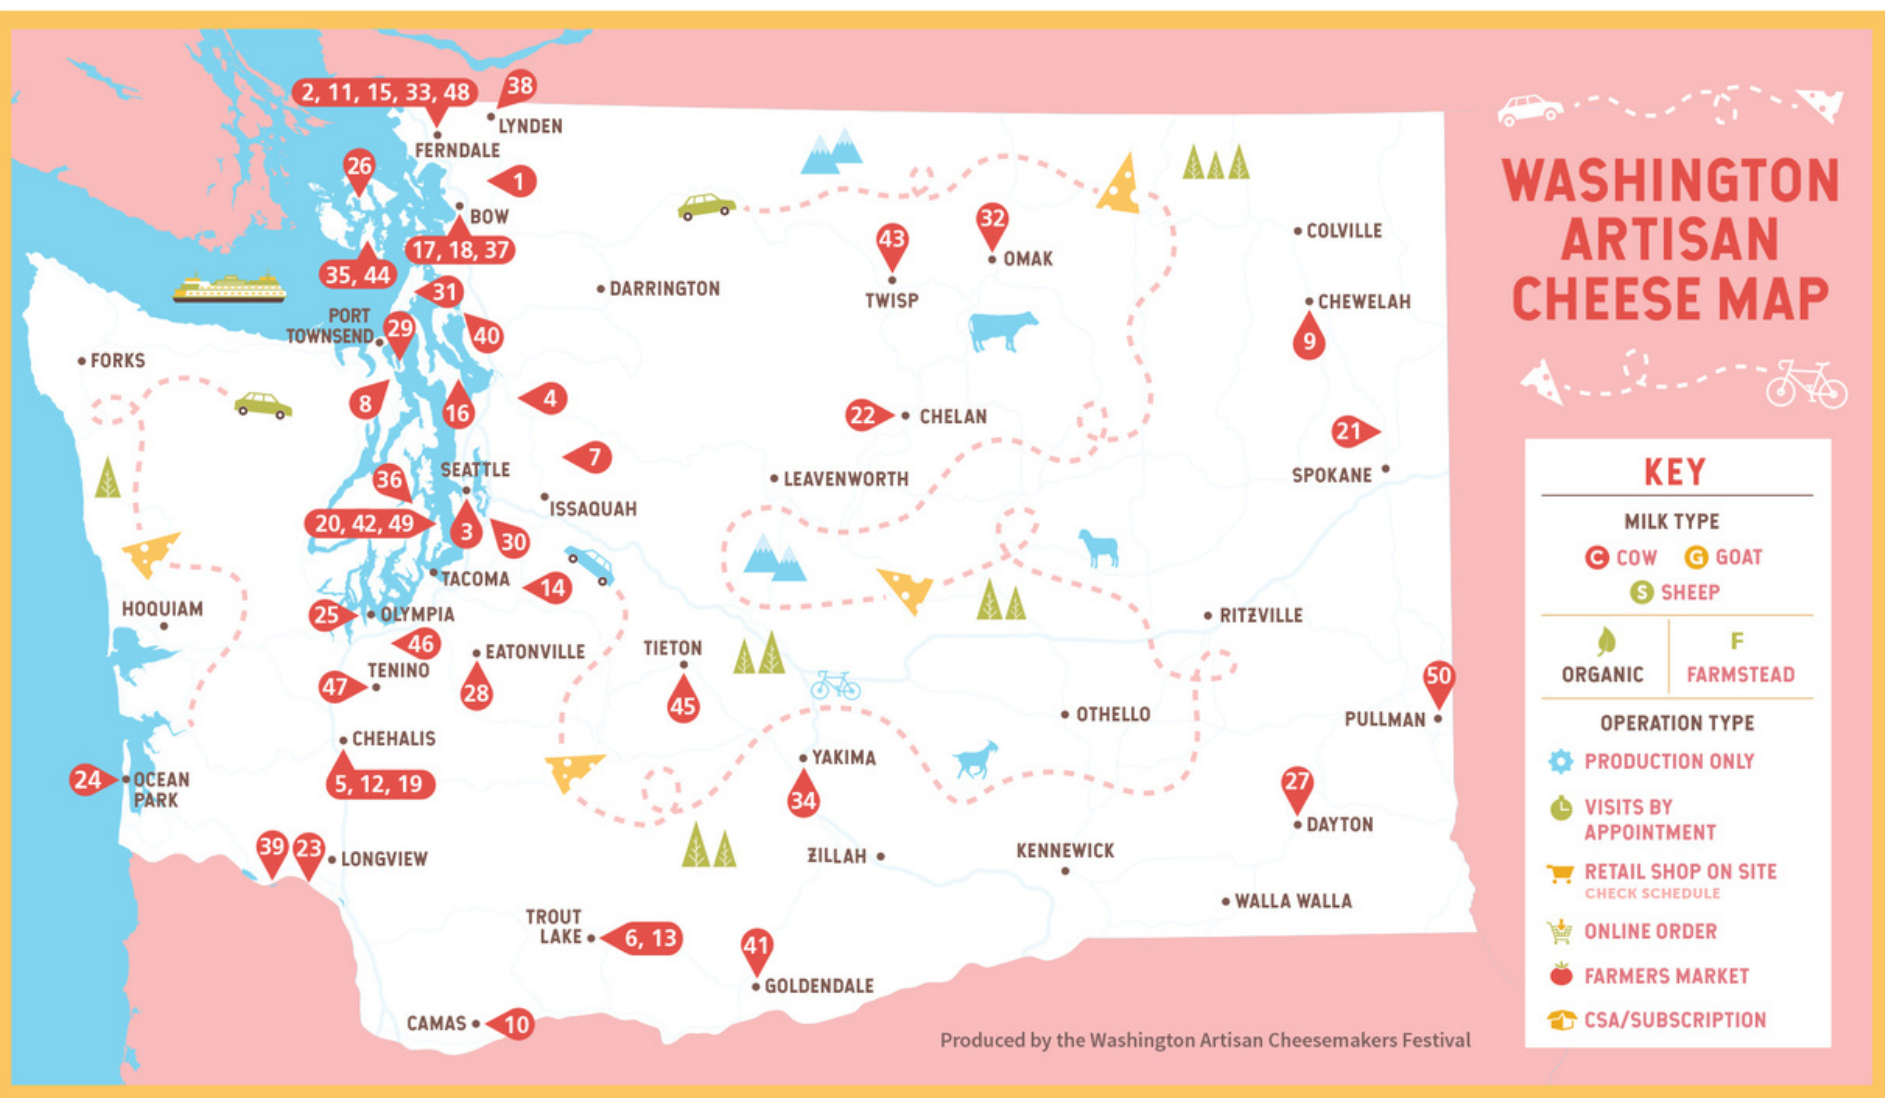 2, 11, 15, 33, 48
38
LYNDEN
FERNDALE
26
1
BOW
17, 18, 37
35, 44
31
PORT
TOWNSEND
29
40
DARRINGTON
43
TWISP
32
OMAK
COLVILLE
CHEWELAH
9
FORKS
8
16
4
7
22
CHELAN
21
SPOKANE
SEATTLE
36
LEAVENWORTH
ISSAQUAH
20, 42, 49
3
30
TACOMA
14
HOQUIAM
25
OLYMPIA
46
EATONVILLE
28
TENINO
47
TIETON
45
RITZVILLE
OTHELLO
50
PULLMAN
CHEHALIS
5, 12, 19
24
OCEAN
PARK
YAKIMA
34
27
DAYTON
39
23
LONGVIEW
ZILLAH
KENNEWICK
WALLA WALLA
TROUT
LAKE
6, 13
41
GOLDENDALE
CAMAS
10
Produced by the Washington Artisan Cheesemakers Festival
WASHINGTON
ARTISAN
CHEESE MAP
KEY
MILK TYPE
C COW G GOAT
S SHEEP
F
ORGANIC FARMSTEAD
OPERATION TYPE
PRODUCTION ONLY
VISITS BY
APPOINTMENT
RETAIL SHOP ON SITE
CHECK SCHEDULE
ONLINE ORDER
FARMERS MARKET
CSA/SUBSCRIPTION